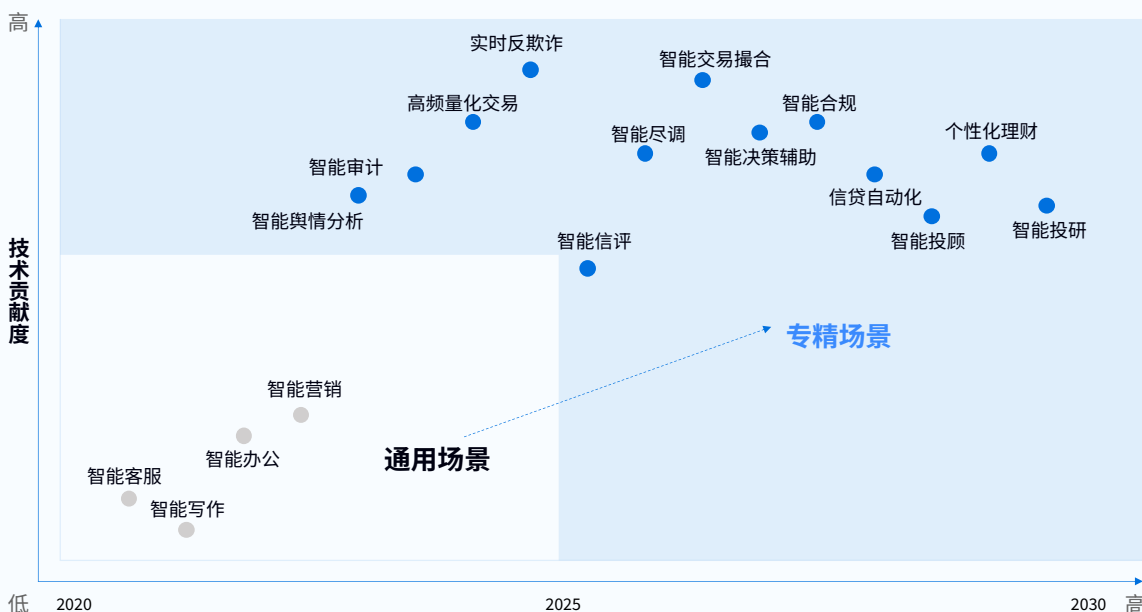 高
实时反欺诈
智能交易撮合
高频量化交易
智能合规
智能尽调
个性化理财
智能决策辅助
智能审计
信贷自动化
智能舆情分析
智能投研
智能信评
智能投顾
技术贡献度
专精场景
智能营销
通用场景
智能办公
智能客服
智能写作
低
2020
2025
2030
高